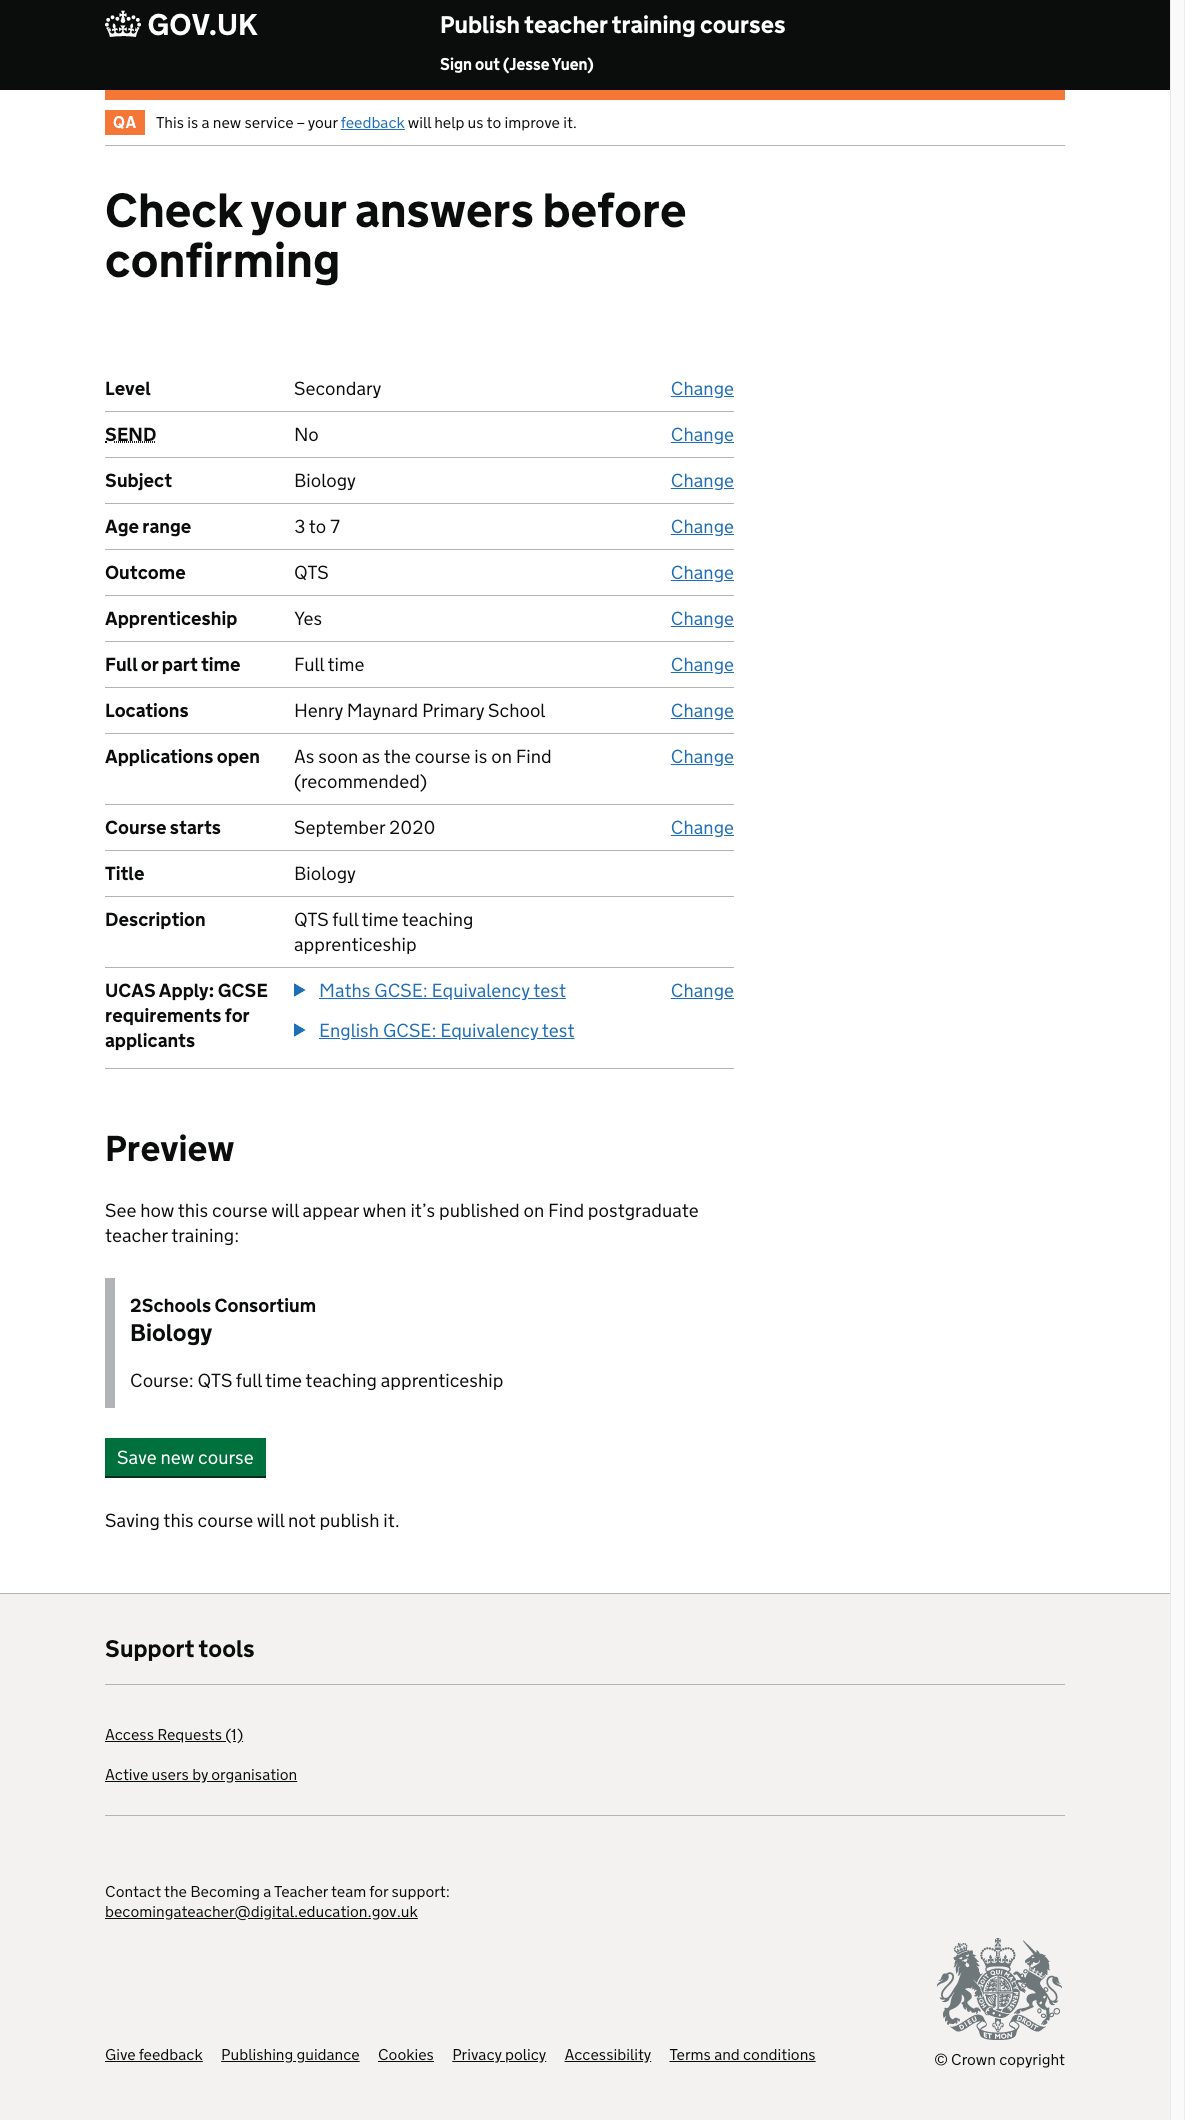 GOV.UK
Publish teacher training courses
Sign out (Jesse Yuen)
QA This is a new service – your feedback will help us to improve it.
Check your answers before
confirming
Level Secondary Change
SEND No Change
Subject Biology Change
Age range 3 to 7 Change
Outcome QTS Change
Apprenticeship Yes Change
Full or part time Full time Change
Locations Henry Maynard Primary School Change
Applications open As soon as the course is on Find Change
(recommended)
Course starts September 2020 Change
Title Biology
Description QTS full time teaching
apprenticeship
UCAS Apply: GCSE Maths GCSE: Equivalency test Change
requirements for English GCSE: Equivalency test
applicants
Preview
See how this course will appear when it’s published on Find postgraduate
teacher training:
2Schools Consortium
Biology
Course: QTS full time teaching apprenticeship
Save new course
Saving this course will not publish it.
Support tools
Access Requests (1)
Active users by organisation
Contact the Becoming a Teacher team for support:
becomingateacher@digital.education.gov.uk
DIEU ET MON DROIT
Give feedback Publishing guidance Cookies Privacy policy Accessibility Terms and conditions
© Crown copyright